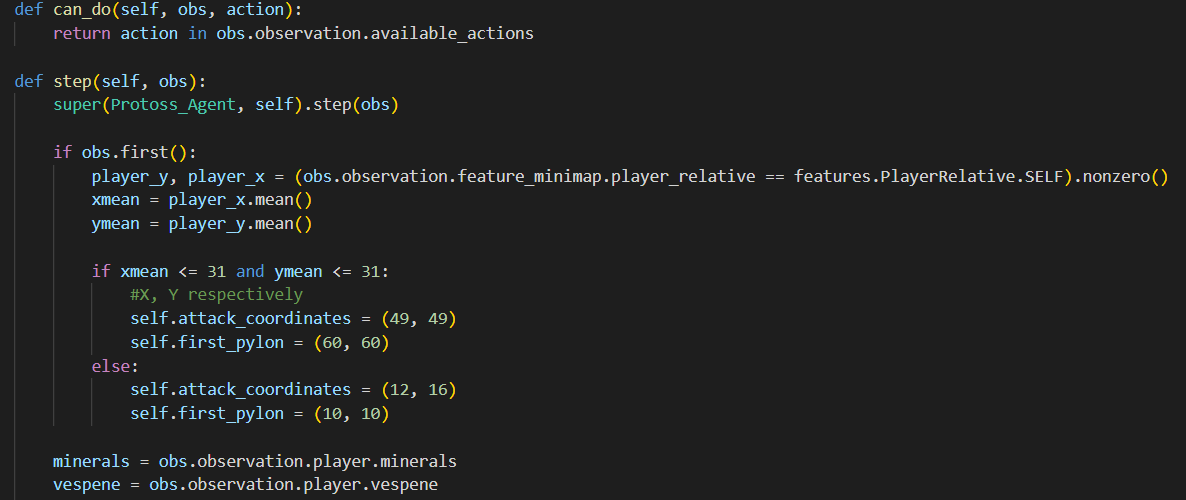 def can_do(self, obs, action):
    return action in obs.observation.available_actions

def step(self, obs):
    super(Protoss_Agent, self).step(obs)

    if obs.first():
        player_y, player_x = (obs.observation.feature_minimap.player_relative == features.PlayerRelative.SELF).nonzero()
        xmean = player_x.mean()
        ymean = player_y.mean()

        if xmean <= 31 and ymean <= 31:
            #X, Y respectively
            self.attack_coordinates = (49, 49)
            self.first_pylon = (60, 60)
        else:
            self.attack_coordinates = (12, 16)
            self.first_pylon = (10, 10)

    minerals = obs.observation.player.minerals
    vespene = obs.observation.player.vespene